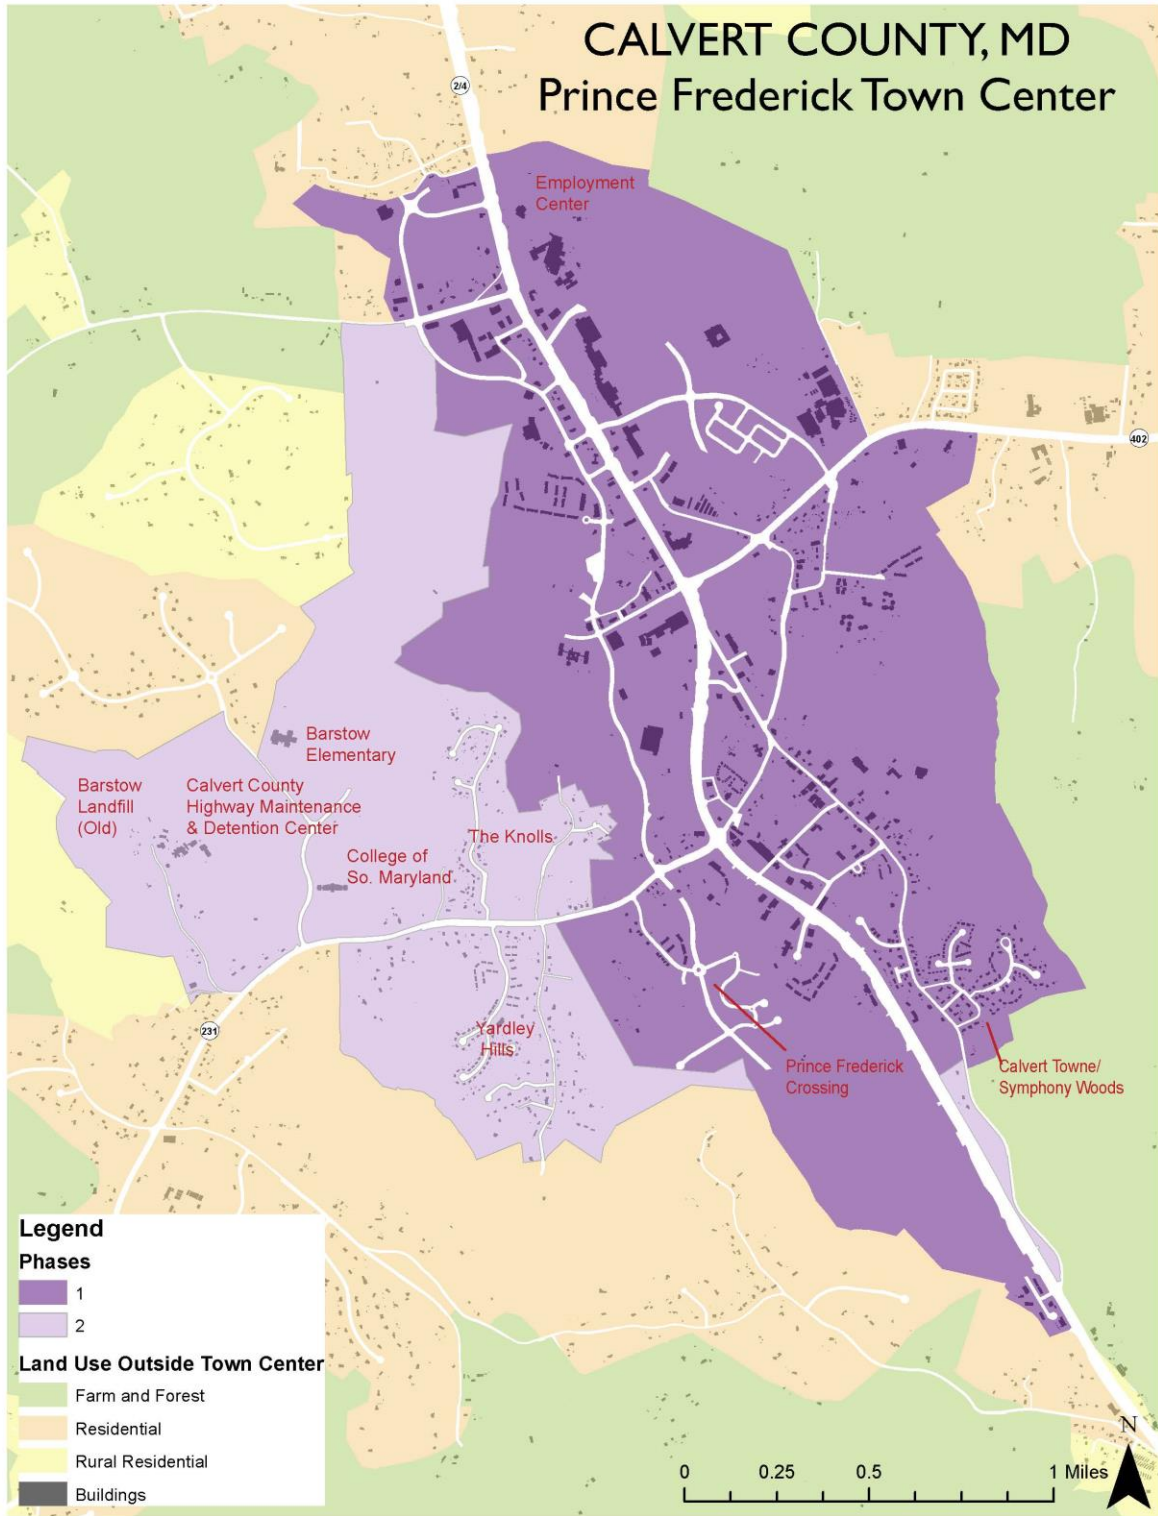 CALVERT COUNTY, MD
Prince Frederick Town Center
2/4
Employment
Center
402
Barstow
Elementary
Barstow
Landfill
(Old)
Calvert County
Highway Maintenance
& Detention Center
The Knolls
College of
So. Maryland
231
Yardley
Hills
Prince Frederick
Crossing
Calvert Towne/
Symphony Woods
Legend
Phases
1
2
Land Use Outside Town Center
Farm and Forest
Residential
Rural Residential
Buildings
N
0 0.25 0.5 1 Miles